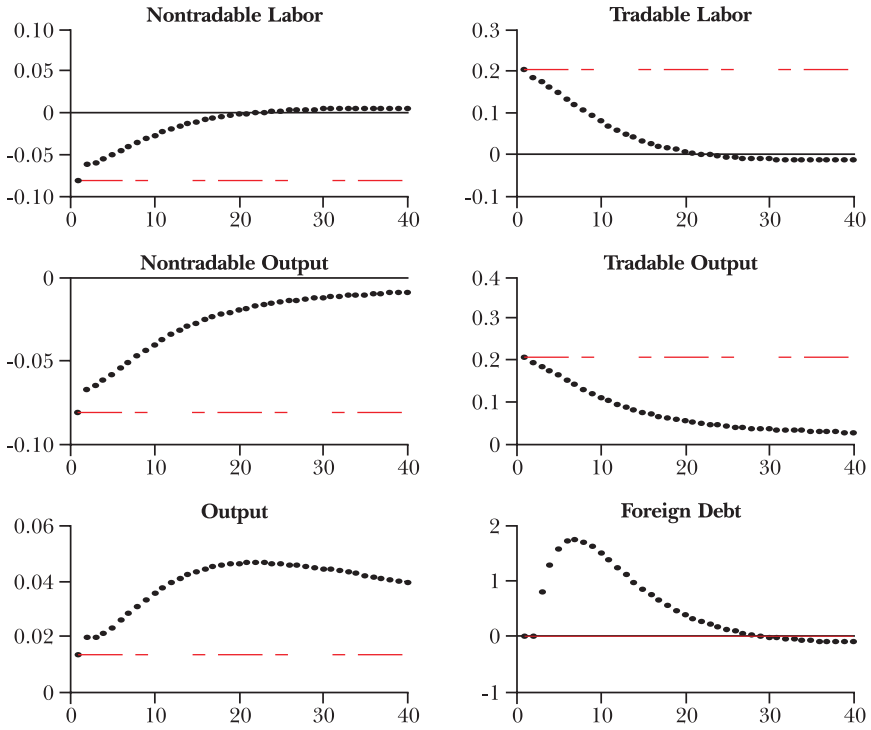 Nontradable Labor
0.10
0.05
0
-0.05
-0.10
0 10 20 30 40
Tradable Labor
0.3
0.2
0.1
0
-0.1
0 10 20 30 40
Nontradable Output
0
-0.05
-0.10
0 10 20 30 40
Tradable Output
0.4
0.3
0.2
0.1
0
0 10 20 30 40
Output
0.06
0.04
0.02
0
0 10 20 30 40
Foreign Debt
2
1
0
-1
0 10 20 30 40